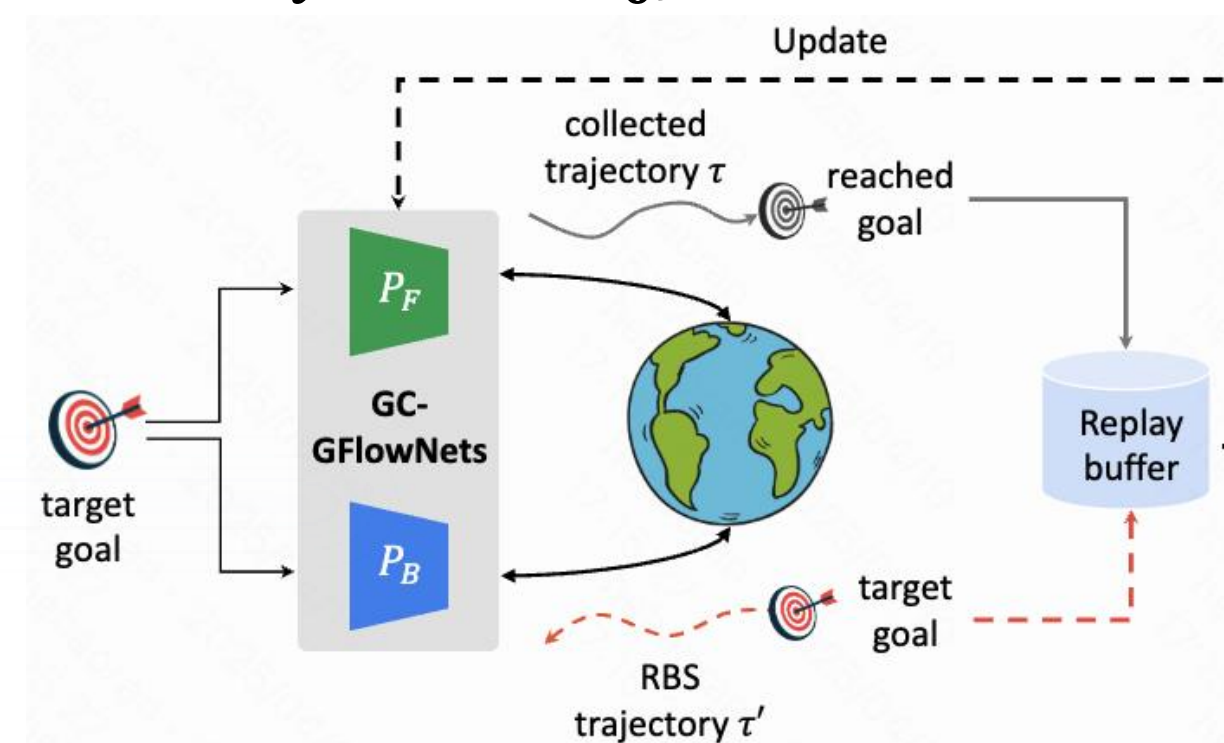 Update
collected
trajectory τ
reached
goal
P_F
GC-
GFlowNets
P_B
target
goal
Replay
buffer
target
goal
RBS
trajectory τ′